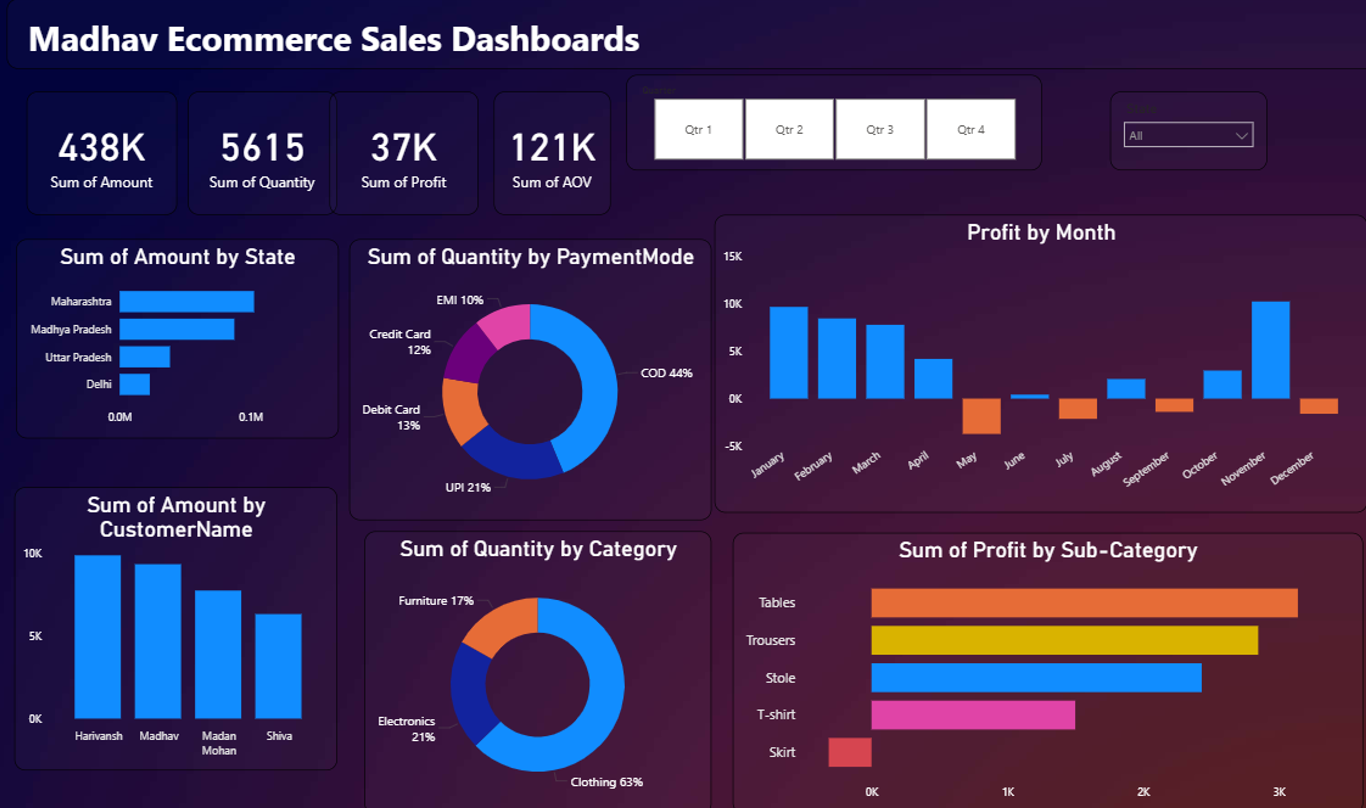 Madhav Ecommerce Sales Dashboards
438K
Sum of Amount
5615
Sum of Quantity
37K
Sum of Profit
121K
Sum of AOV
Quarter
Qtr 1
Qtr 2
Qtr 3
Qtr 4
All
Sum of Amount by State
Maharashtra
Madhya Pradesh
Uttar Pradesh
Delhi
0.0M
0.1M
Sum of Quantity by PaymentMode
EMI 10%
Credit Card
12%
COD 44%
Debit Card
13%
UPI 21%
Profit by Month
15K
10K
5K
0K
-5K
January
February
March
April
May
June
July
August
September
October
November
December
Sum of Amount by
CustomerName
10K
5K
0K
Harivansh
Madhav
Madan
Mohan
Shiva
Sum of Quantity by Category
Furniture 17%
Electronics
21%
Clothing 63%
Sum of Profit by Sub-Category
Tables
Trousers
Stole
T-shirt
Skirt
0K
1K
2K
3K